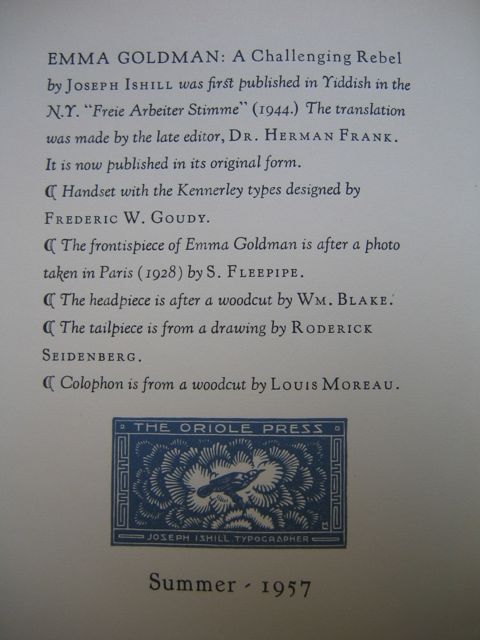 EMMA GOLDMAN: A Challenging Rebel
by JOSEPH ISHILL was first published in Yiddish in the
N.Y. "Freie Arbeiter Stimme" (1944.) The translation
was made by the late editor, DR. HERMAN FRANK.
It is now published in its original form.
¶ Handset with the Kennerley types designed by
FREDERIC W. GOUDY.
¶ The frontispiece of Emma Goldman is after a photo
taken in Paris (1928) by S. FLEEPIPE.
¶ The headpiece is after a woodcut by WM. BLAKE.
¶ The tailpiece is from a drawing by RODERICK
SEIDENBERG.
¶ Colophon is from a woodcut by LOUIS MOREAU.
THE ORIOLE PRESS
JOSEPH ISHILL TYPOGRAPHER
Summer - 1957